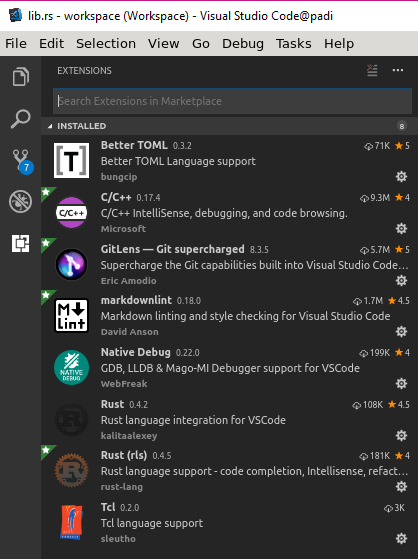 lib.rs - workspace (Workspace) - Visual Studio Code@padi
File Edit Selection View Go Debug Tasks Help
EXTENSIONS
Search Extensions in Marketplace
INSTALLED 8
[T] Better TOML 0.3.2 71K 5
Better TOML Language support
bungcip
7
C/C++ C/C++ 0.17.4 9.3M 4
C/C++ IntelliSense, debugging, and code browsing.
Microsoft
GitLens — Git supercharged 8.3.5 5.7M 5
Supercharge the Git capabilities built into Visual Studio Code...
Eric Amodio
M Lint markdownlint 0.18.0 1.7M 4.5
Markdown linting and style checking for Visual Studio Code
David Anson
NATIVE DEBUG Native Debug 0.22.0 199K 4
GDB, LLDB & Mago-MI Debugger support for VSCode
WebFreak
Rust 0.4.2 108K 4.5
Rust language integration for VSCode
kalitaalexey
Rust (rls) 0.4.5 181K 4
Rust language support - code completion, Intellisense, refact...
rust-lang
Tcl 0.2.0 3K
Tcl language support
sleutho